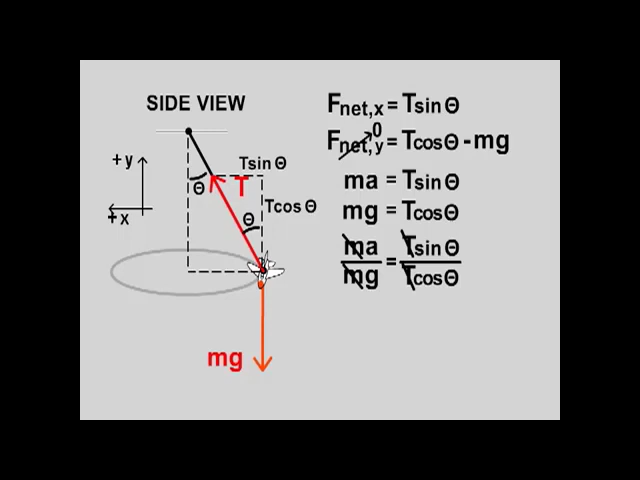 SIDE VIEW
+y
+x
Θ
T
Tsin Θ
Θ
Tcos Θ
mg
Fnet,x = Tsin Θ
Fnet,y = Tcos Θ - mg
0
ma = Tsin Θ
mg = Tcos Θ
ma = Tsin Θ
mg Tcos Θ